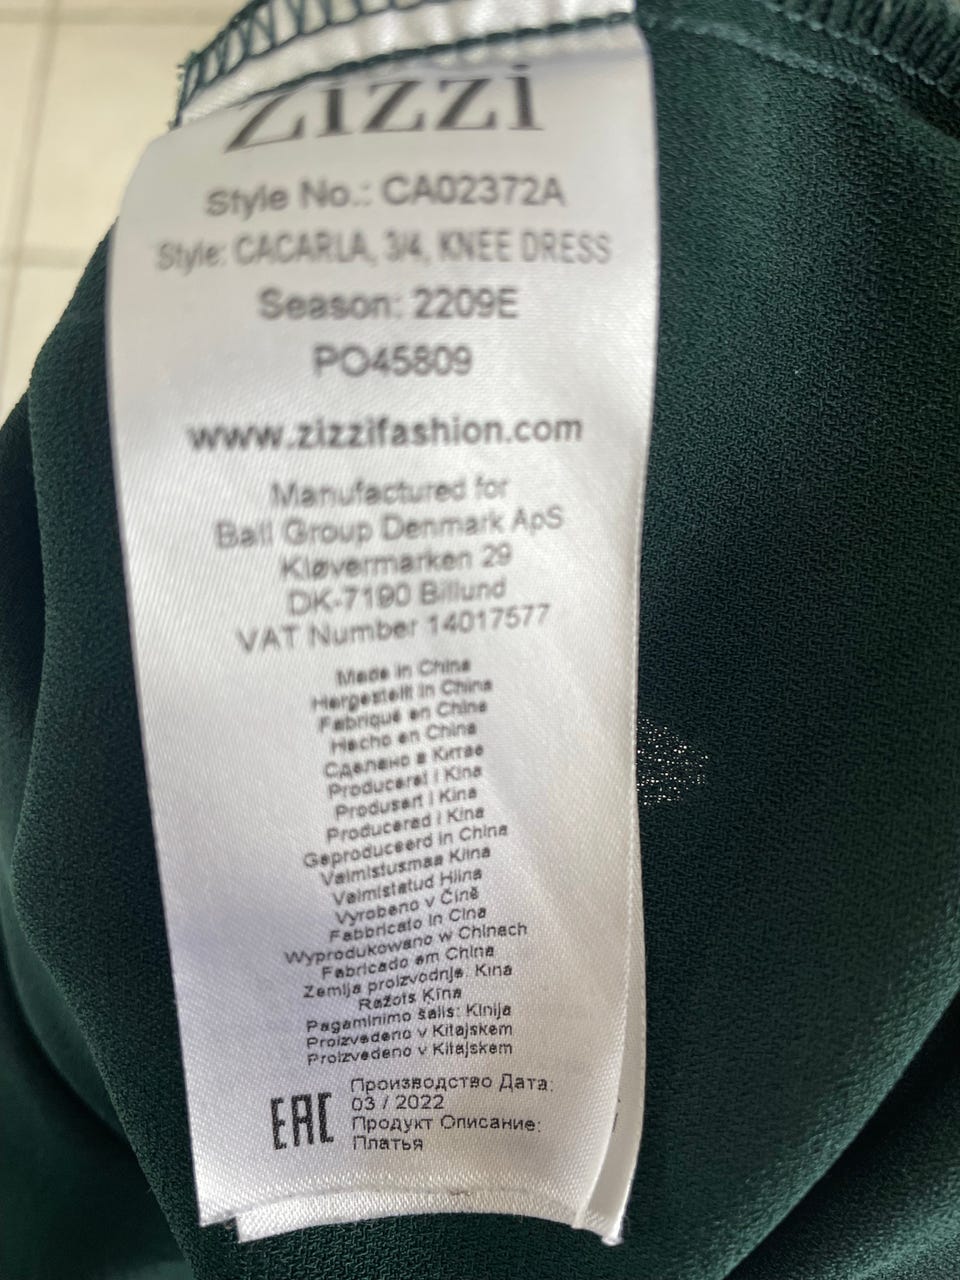 Zizzi
Style No.: CA02372A
Style: CACARLA, 3/4, KNEE DRESS
Season: 2209E
PO45809
www.zizzifashion.com
Manufactured for
Ball Group Denmark ApS
Kløvermarken 29
DK-7190 Billund
VAT Number 14017577
Made in China
Hergestellt in China
Fabriqué en China
Hecho en China
Сделано в Китае
Produceret i Kina
Produsert i Kina
Producerad i Kina
Geproduceerd in China
Valmistusmaa Kiina
Valmistatud Hiina
Vyrobeno v Číně
Fabbricato in Cina
Wyprodukowano w Chinach
Fabricado em China
Zemlja proizvodnje: Kina
Ražots Ķīna
Pagaminimo šalis: Kinija
Proizvedeno v Kitajskem
Proizvedeno v Kitajskem
EAC
Производство Дата:
03 / 2022
Продукт Описание:
Платья